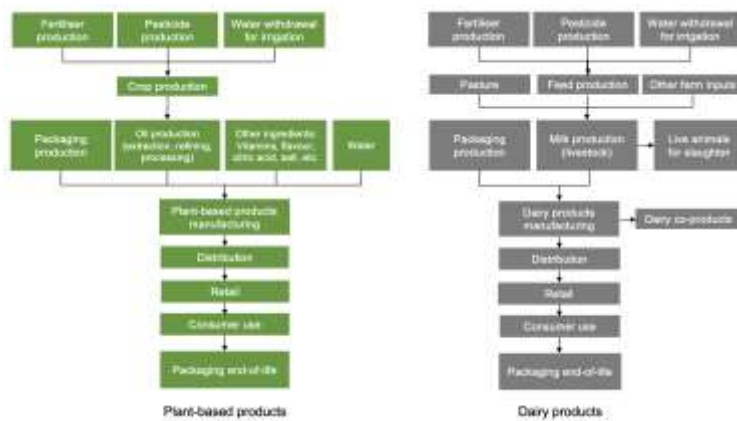 Fertiliser
production
Pesticide
production
Water withdrawal
for irrigation
Crop production
Packaging
production
Oil production
(extraction, refining,
processing)
Other ingredients:
Vitamins, flavour,
citric acid, salt, etc
Water
Plant-based products
manufacturing
Distribution
Retail
Consumer use
Packaging end-of-life
Plant-based products
Fertiliser
production
Pesticide
production
Water withdrawal
for irrigation
Pasture
Feed production
Other farm inputs
Packaging
production
Milk production
(livestock)
Live animals
for slaughter
Dairy products
manufacturing
Dairy co-products
Distribution
Retail
Consumer use
Packaging end-of-life
Dairy products